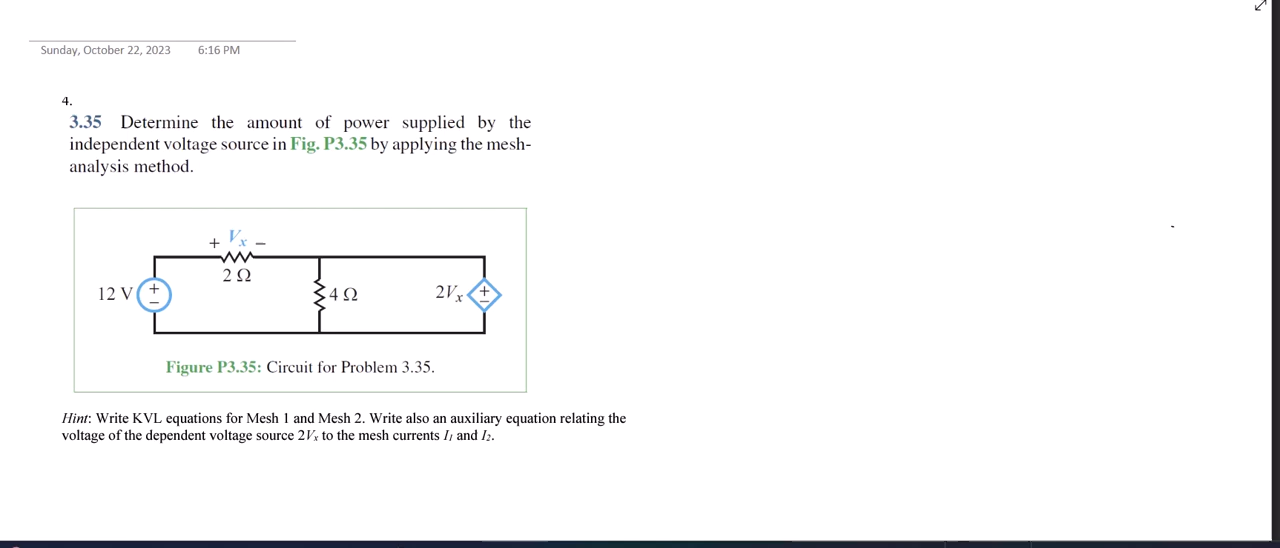 Sunday, October 22, 2023 6:16 PM
4.
3.35 Determine the amount of power supplied by the
independent voltage source in Fig. P3.35 by applying the mesh-
analysis method.
+ Vx −
2 Ω
12 V
+
−
4 Ω
2Vx
+
−
Figure P3.35: Circuit for Problem 3.35.
Hint: Write KVL equations for Mesh 1 and Mesh 2. Write also an auxiliary equation relating the
voltage of the dependent voltage source 2Vx to the mesh currents I1 and I2.